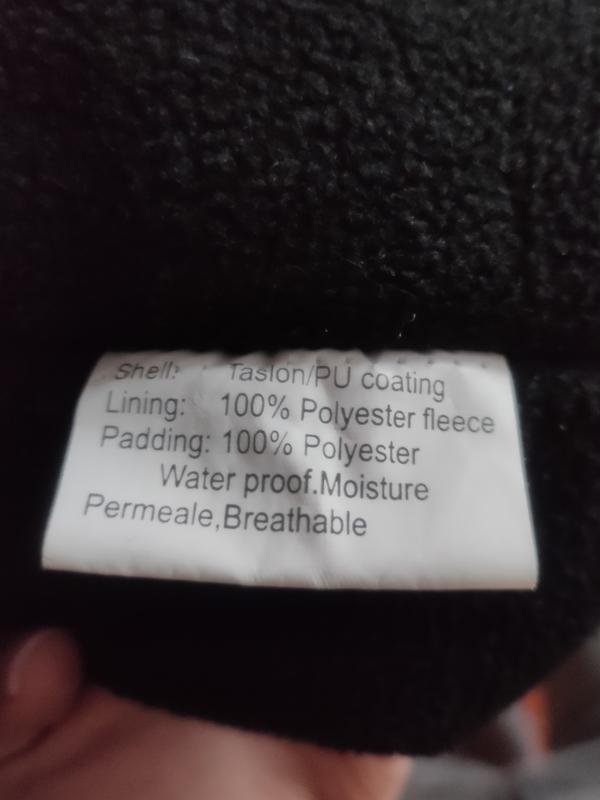 Shell: Taslon/PU coating
Lining: 100% Polyester fleece
Padding: 100% Polyester
Water proof.Moisture
Permeale,Breathable